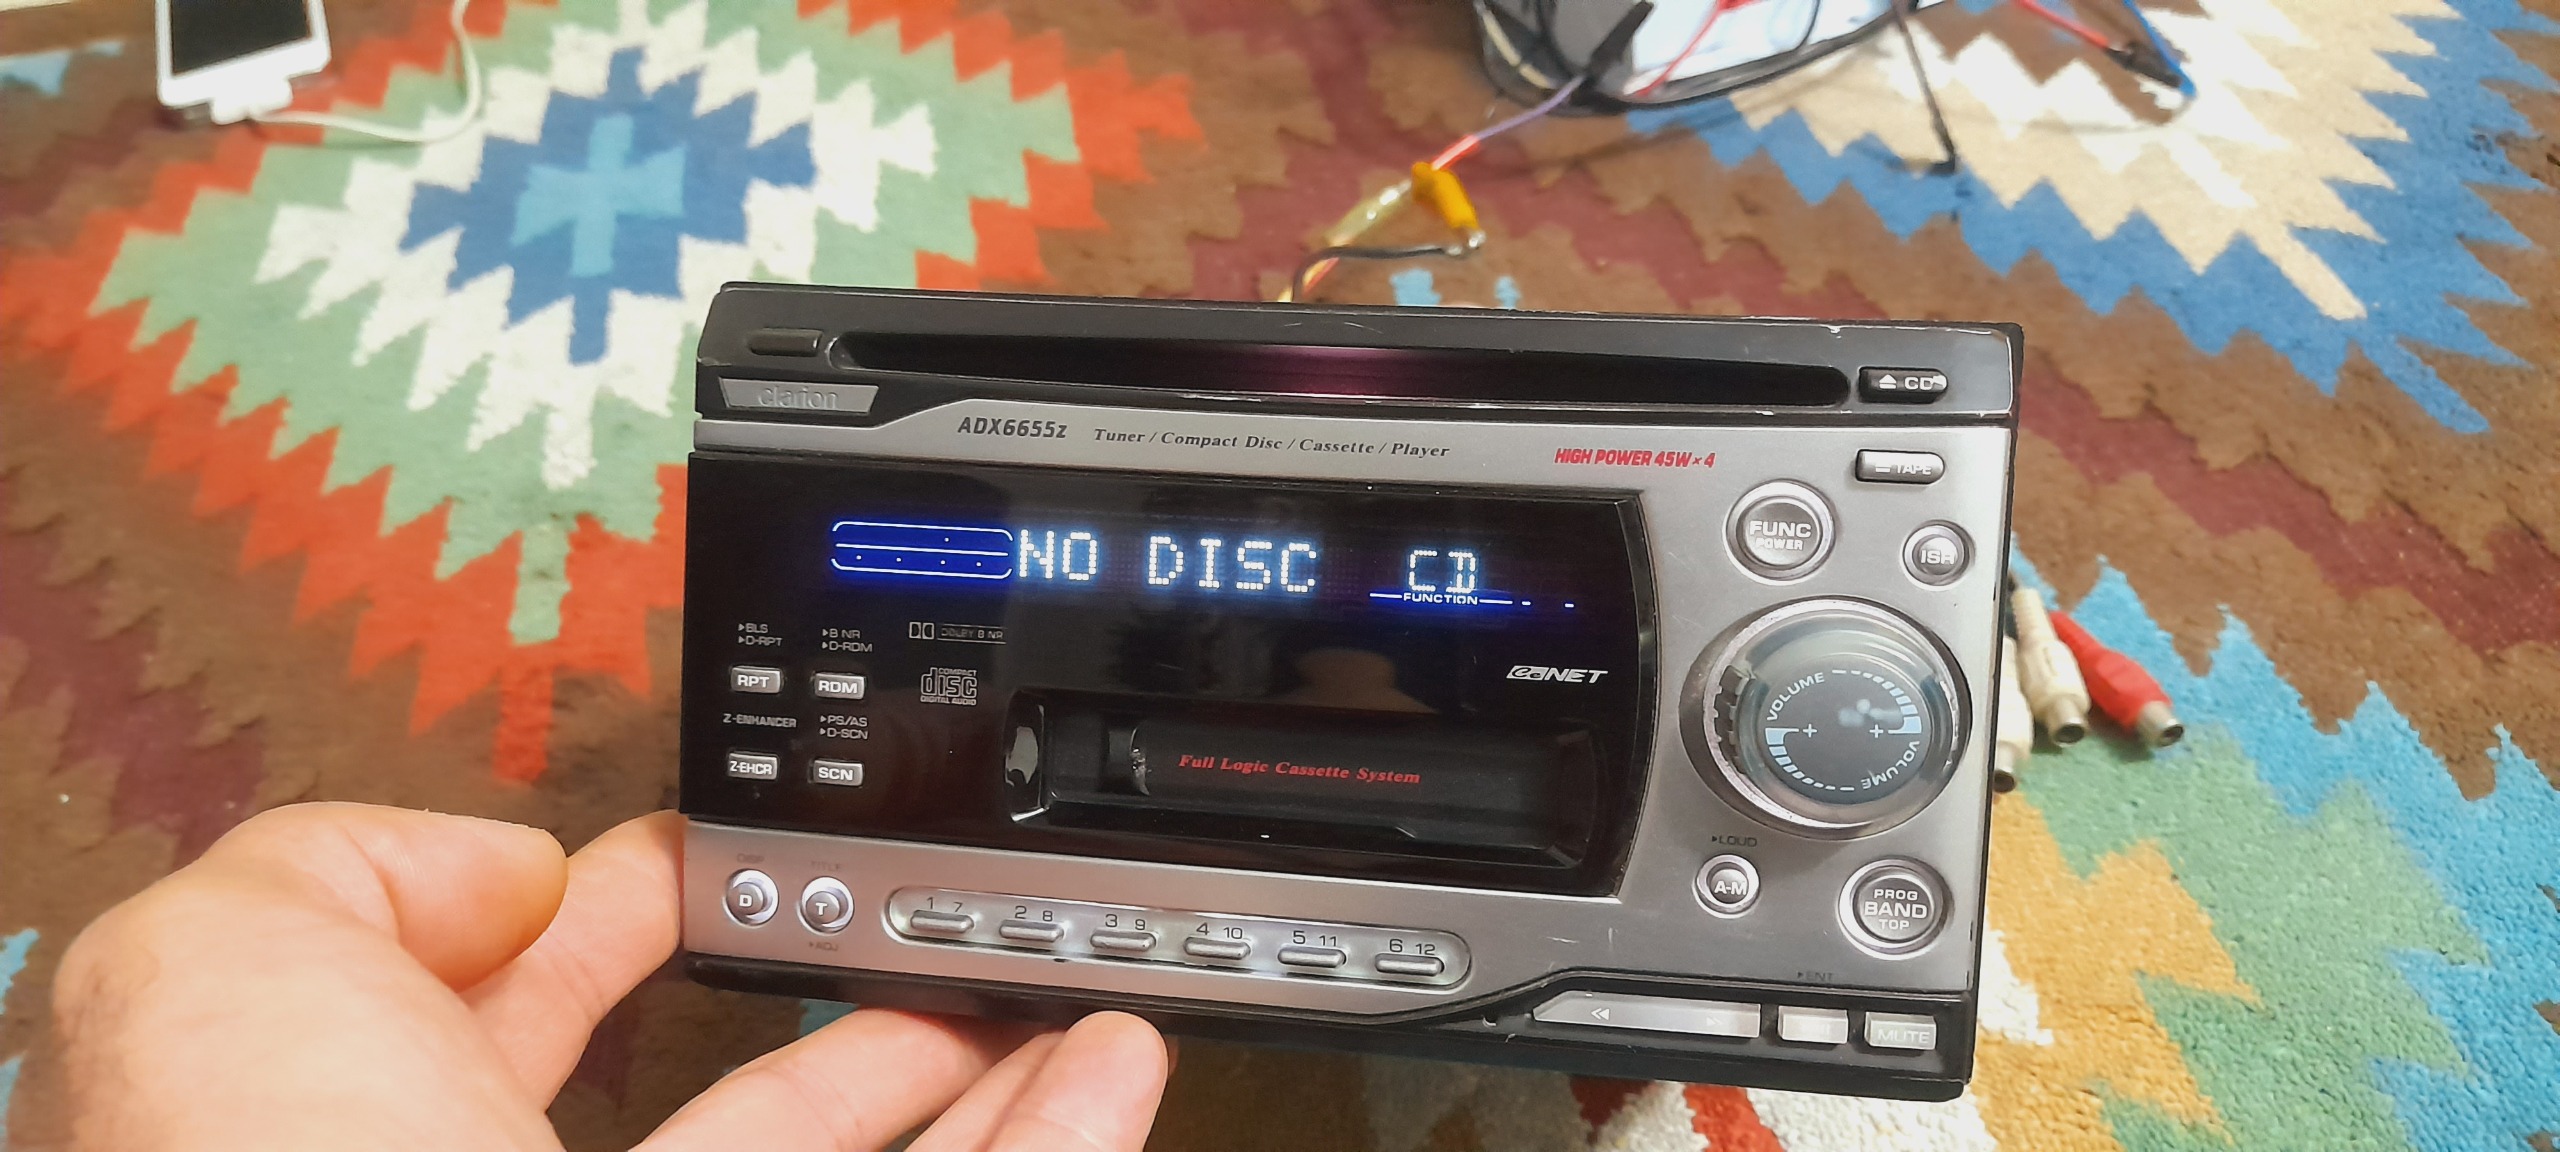 CD
clarion
ADX6655z Tuner / Compact Disc / Cassette / Player
HIGH POWER 45W×4
TAPE
FUNC
POWER
ISR
NO DISC CD
FUNCTION
▸BLS
▸D-RPT
▸B NR
▸D-RDM
DOLBY B NR
RPT
RDM
COMPACT
disc
DIGITAL AUDIO
CeNET
Z-ENHANCER
▸PS/AS
▸D-SCN
Z-EHCR
SCN
Full Logic Cassette System
VOLUME
VOLUME
DISP
TITLE
D
T
▸ADJ
1 7
2 8
3 9
4 10
5 11
6 12
▸LOUD
A-M
PROG
BAND
TOP
▸ENT
MUTE